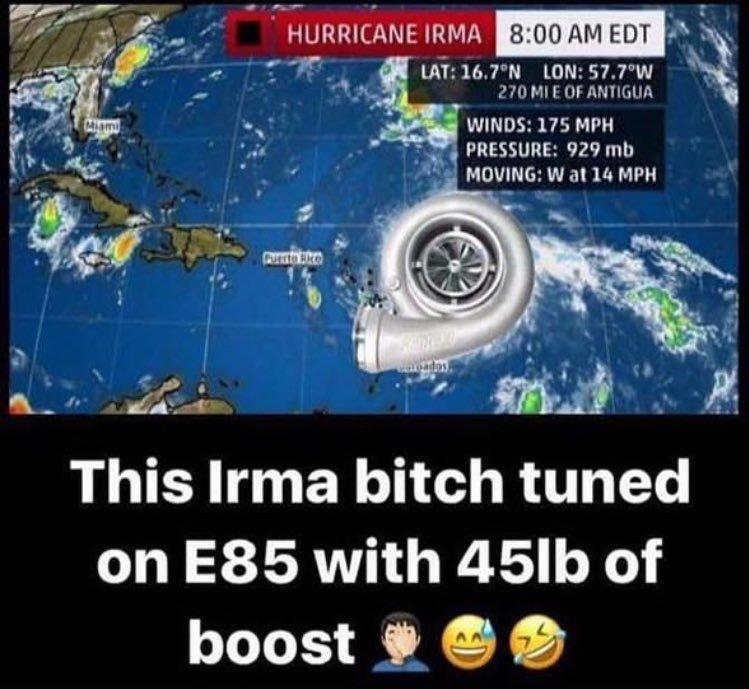 HURRICANE IRMA 8:00 AM EDT
LAT: 16.7°N LON: 57.7°W
270 MI E OF ANTIGUA
WINDS: 175 MPH
PRESSURE: 929 mb
MOVING: W at 14 MPH
Miami
Puerto Rico
This Irma bitch tuned
on E85 with 45lb of
boost 🤦🏻‍♂️ 😅 🤣